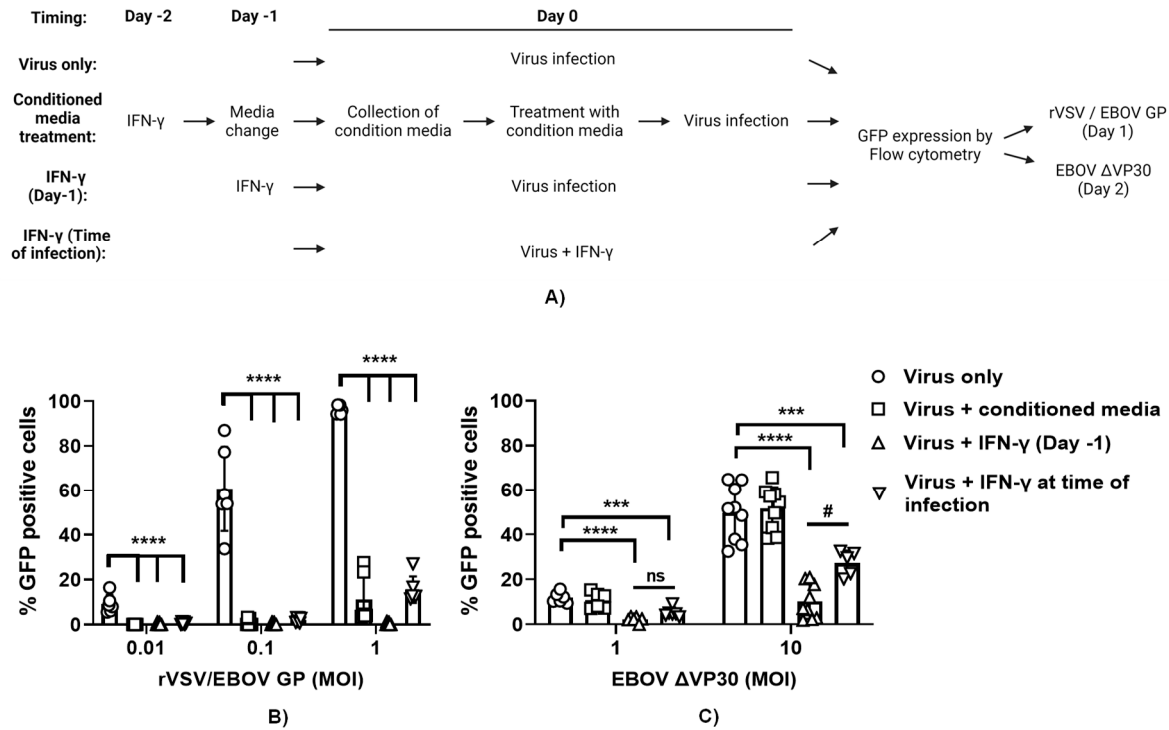 Timing: Day -2 Day -1 Day 0
Virus only: Virus infection
Conditioned
media
treatment:
IFN-γ
Media
change
Collection of
condition media
Treatment with
condition media
Virus infection
GFP expression by
Flow cytometry
rVSV / EBOV GP
(Day 1)
EBOV ΔVP30
(Day 2)
IFN-γ
(Day-1):
IFN-γ
Virus infection
IFN-γ (Time
of infection):
Virus + IFN-γ
A)
% GFP positive cells
100
80
60
40
20
0
****
****
****
0.01 0.1 1
rVSV/EBOV GP (MOI)
B)
% GFP positive cells
100
80
60
40
20
0
***
****
ns
***
****
#
1 10
EBOV ΔVP30 (MOI)
C)
Virus only
Virus + conditioned media
Virus + IFN-γ (Day -1)
Virus + IFN-γ at time of
infection